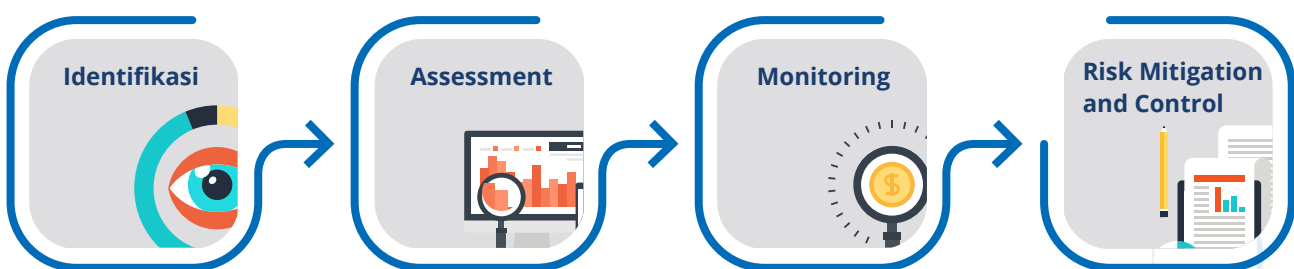 Identifikasi
Assessment
Monitoring
Risk Mitigation
and Control
$